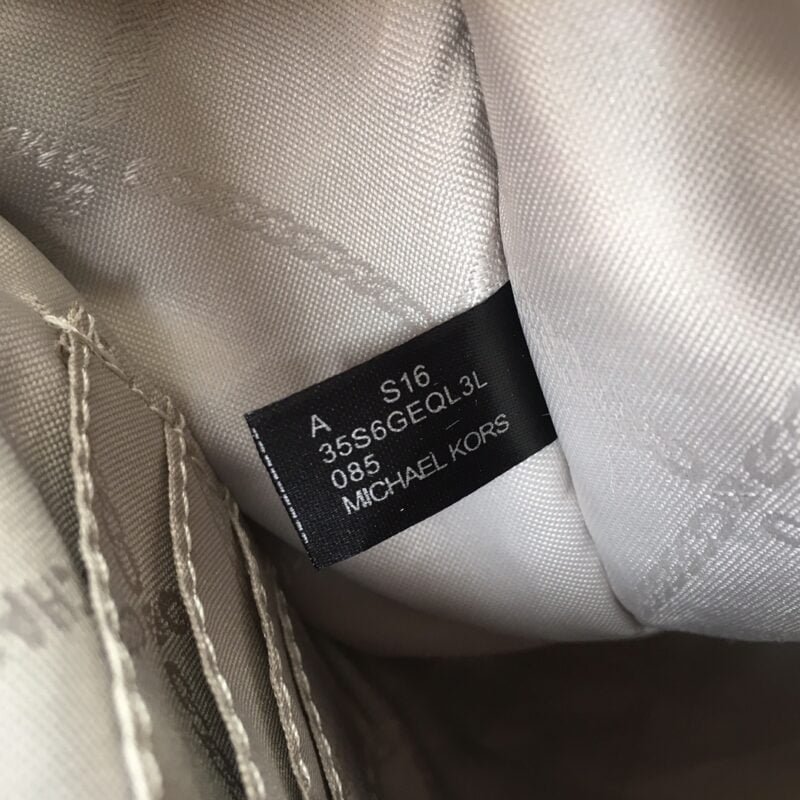 A S16
35S6GEQL3L
085
MICHAEL KORS